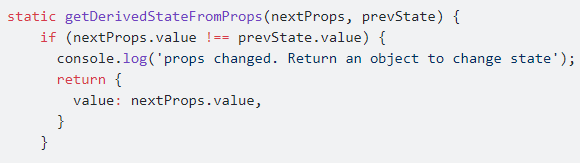 static getDerivedStateFromProps(nextProps, prevState) {
    if (nextProps.value !== prevState.value) {
      console.log('props changed. Return an object to change state');
      return {
        value: nextProps.value,
      }
    }